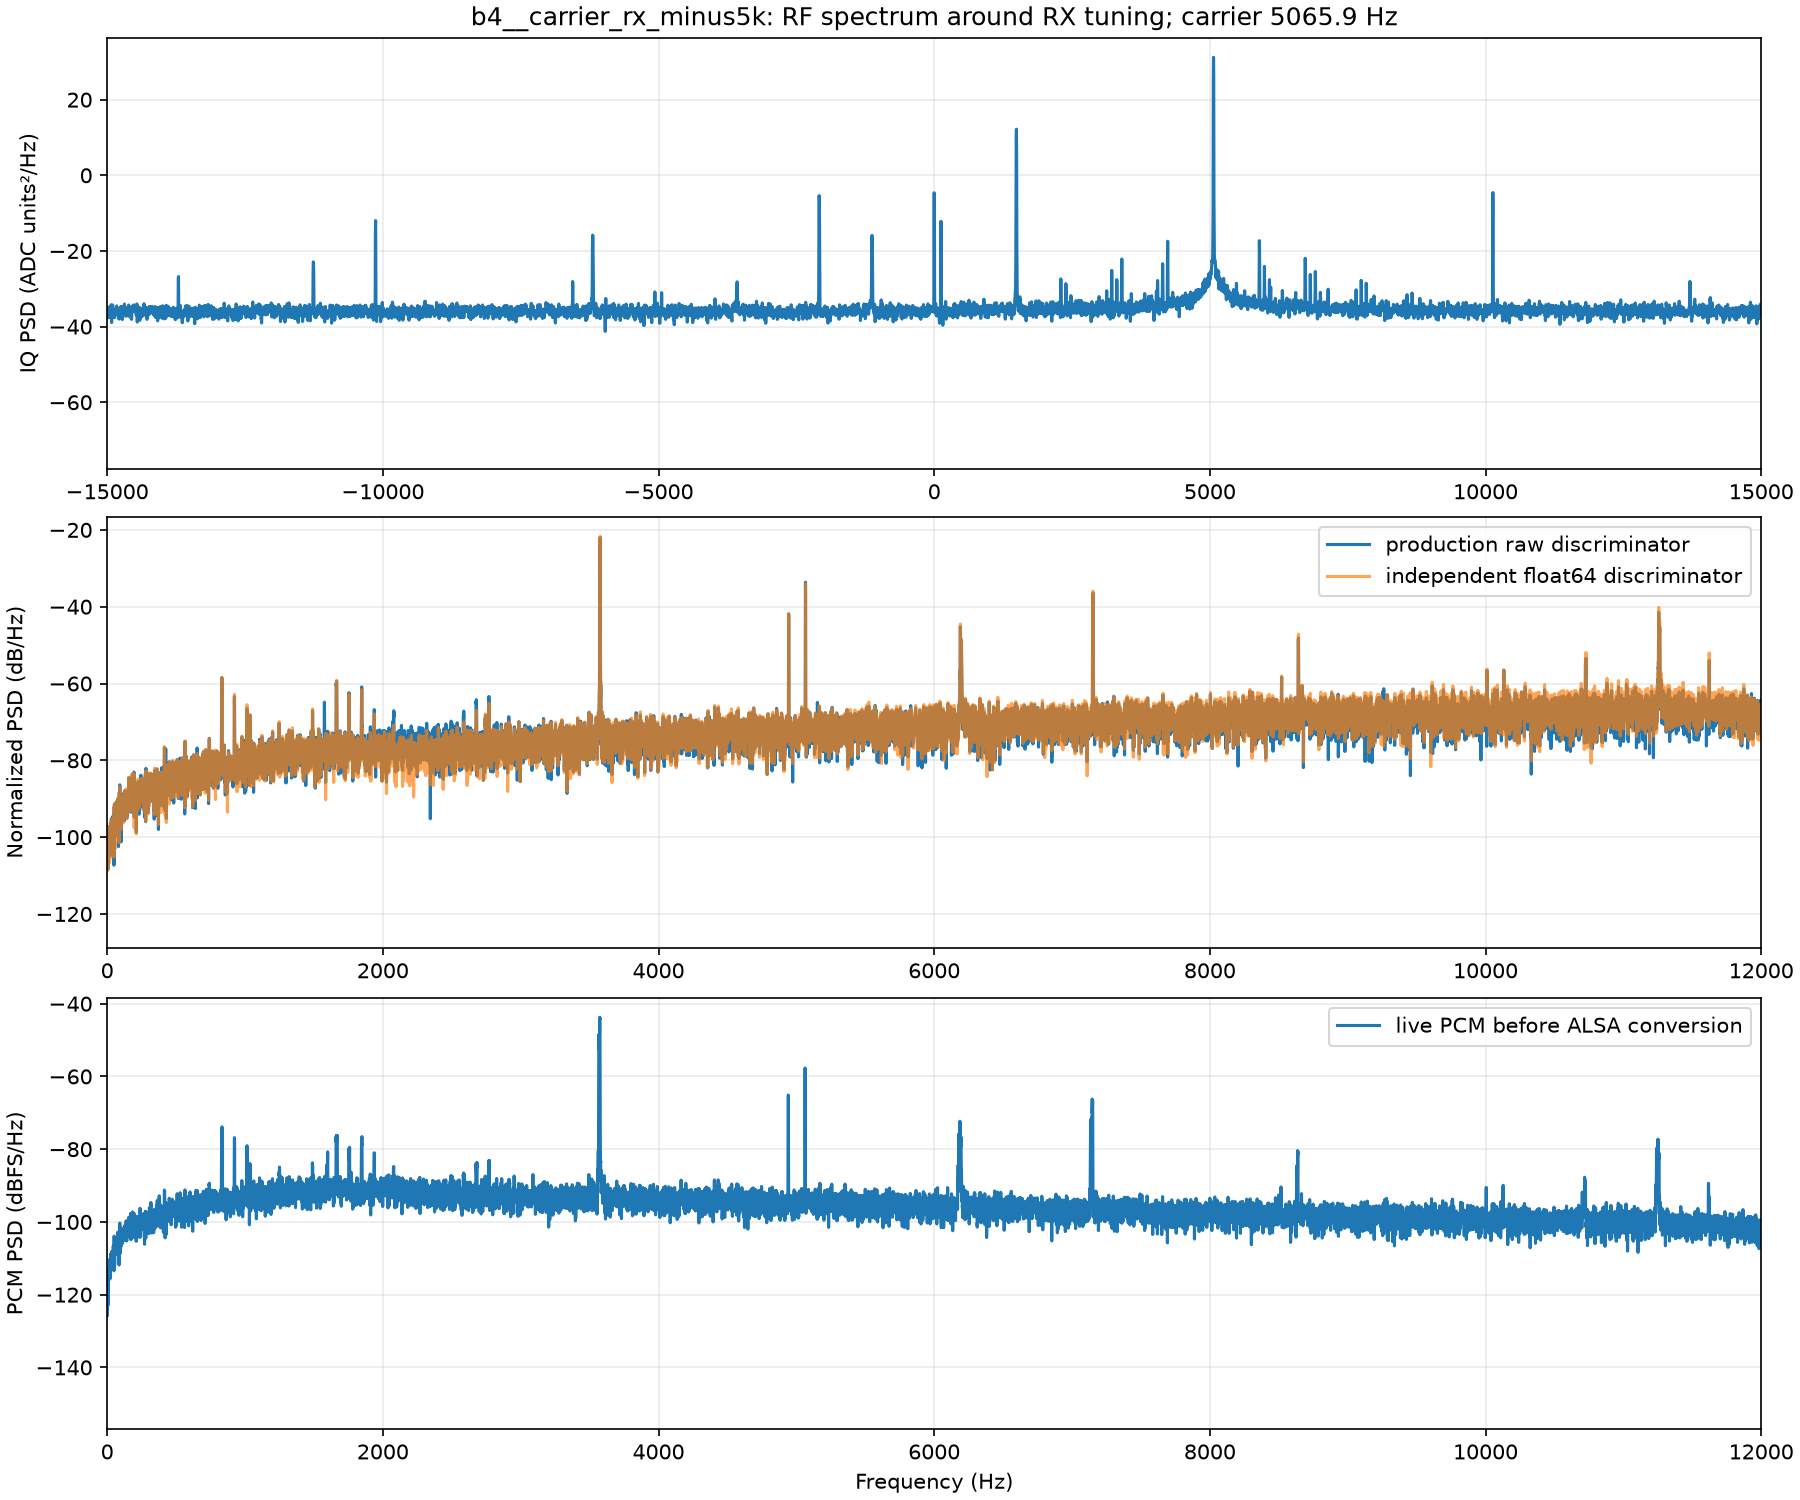 b4__carrier_rx_minus5k: RF spectrum around RX tuning; carrier 5065.9 Hz
IQ PSD (ADC units²/Hz)
20
0
−20
−40
−60
−15000 −10000 −5000 0 5000 10000 15000
Normalized PSD (dB/Hz)
−20
−40
−60
−80
−100
−120
production raw discriminator
independent float64 discriminator
0 2000 4000 6000 8000 10000 12000
PCM PSD (dBFS/Hz)
−40
−60
−80
−100
−120
−140
live PCM before ALSA conversion
0 2000 4000 6000 8000 10000 12000
Frequency (Hz)